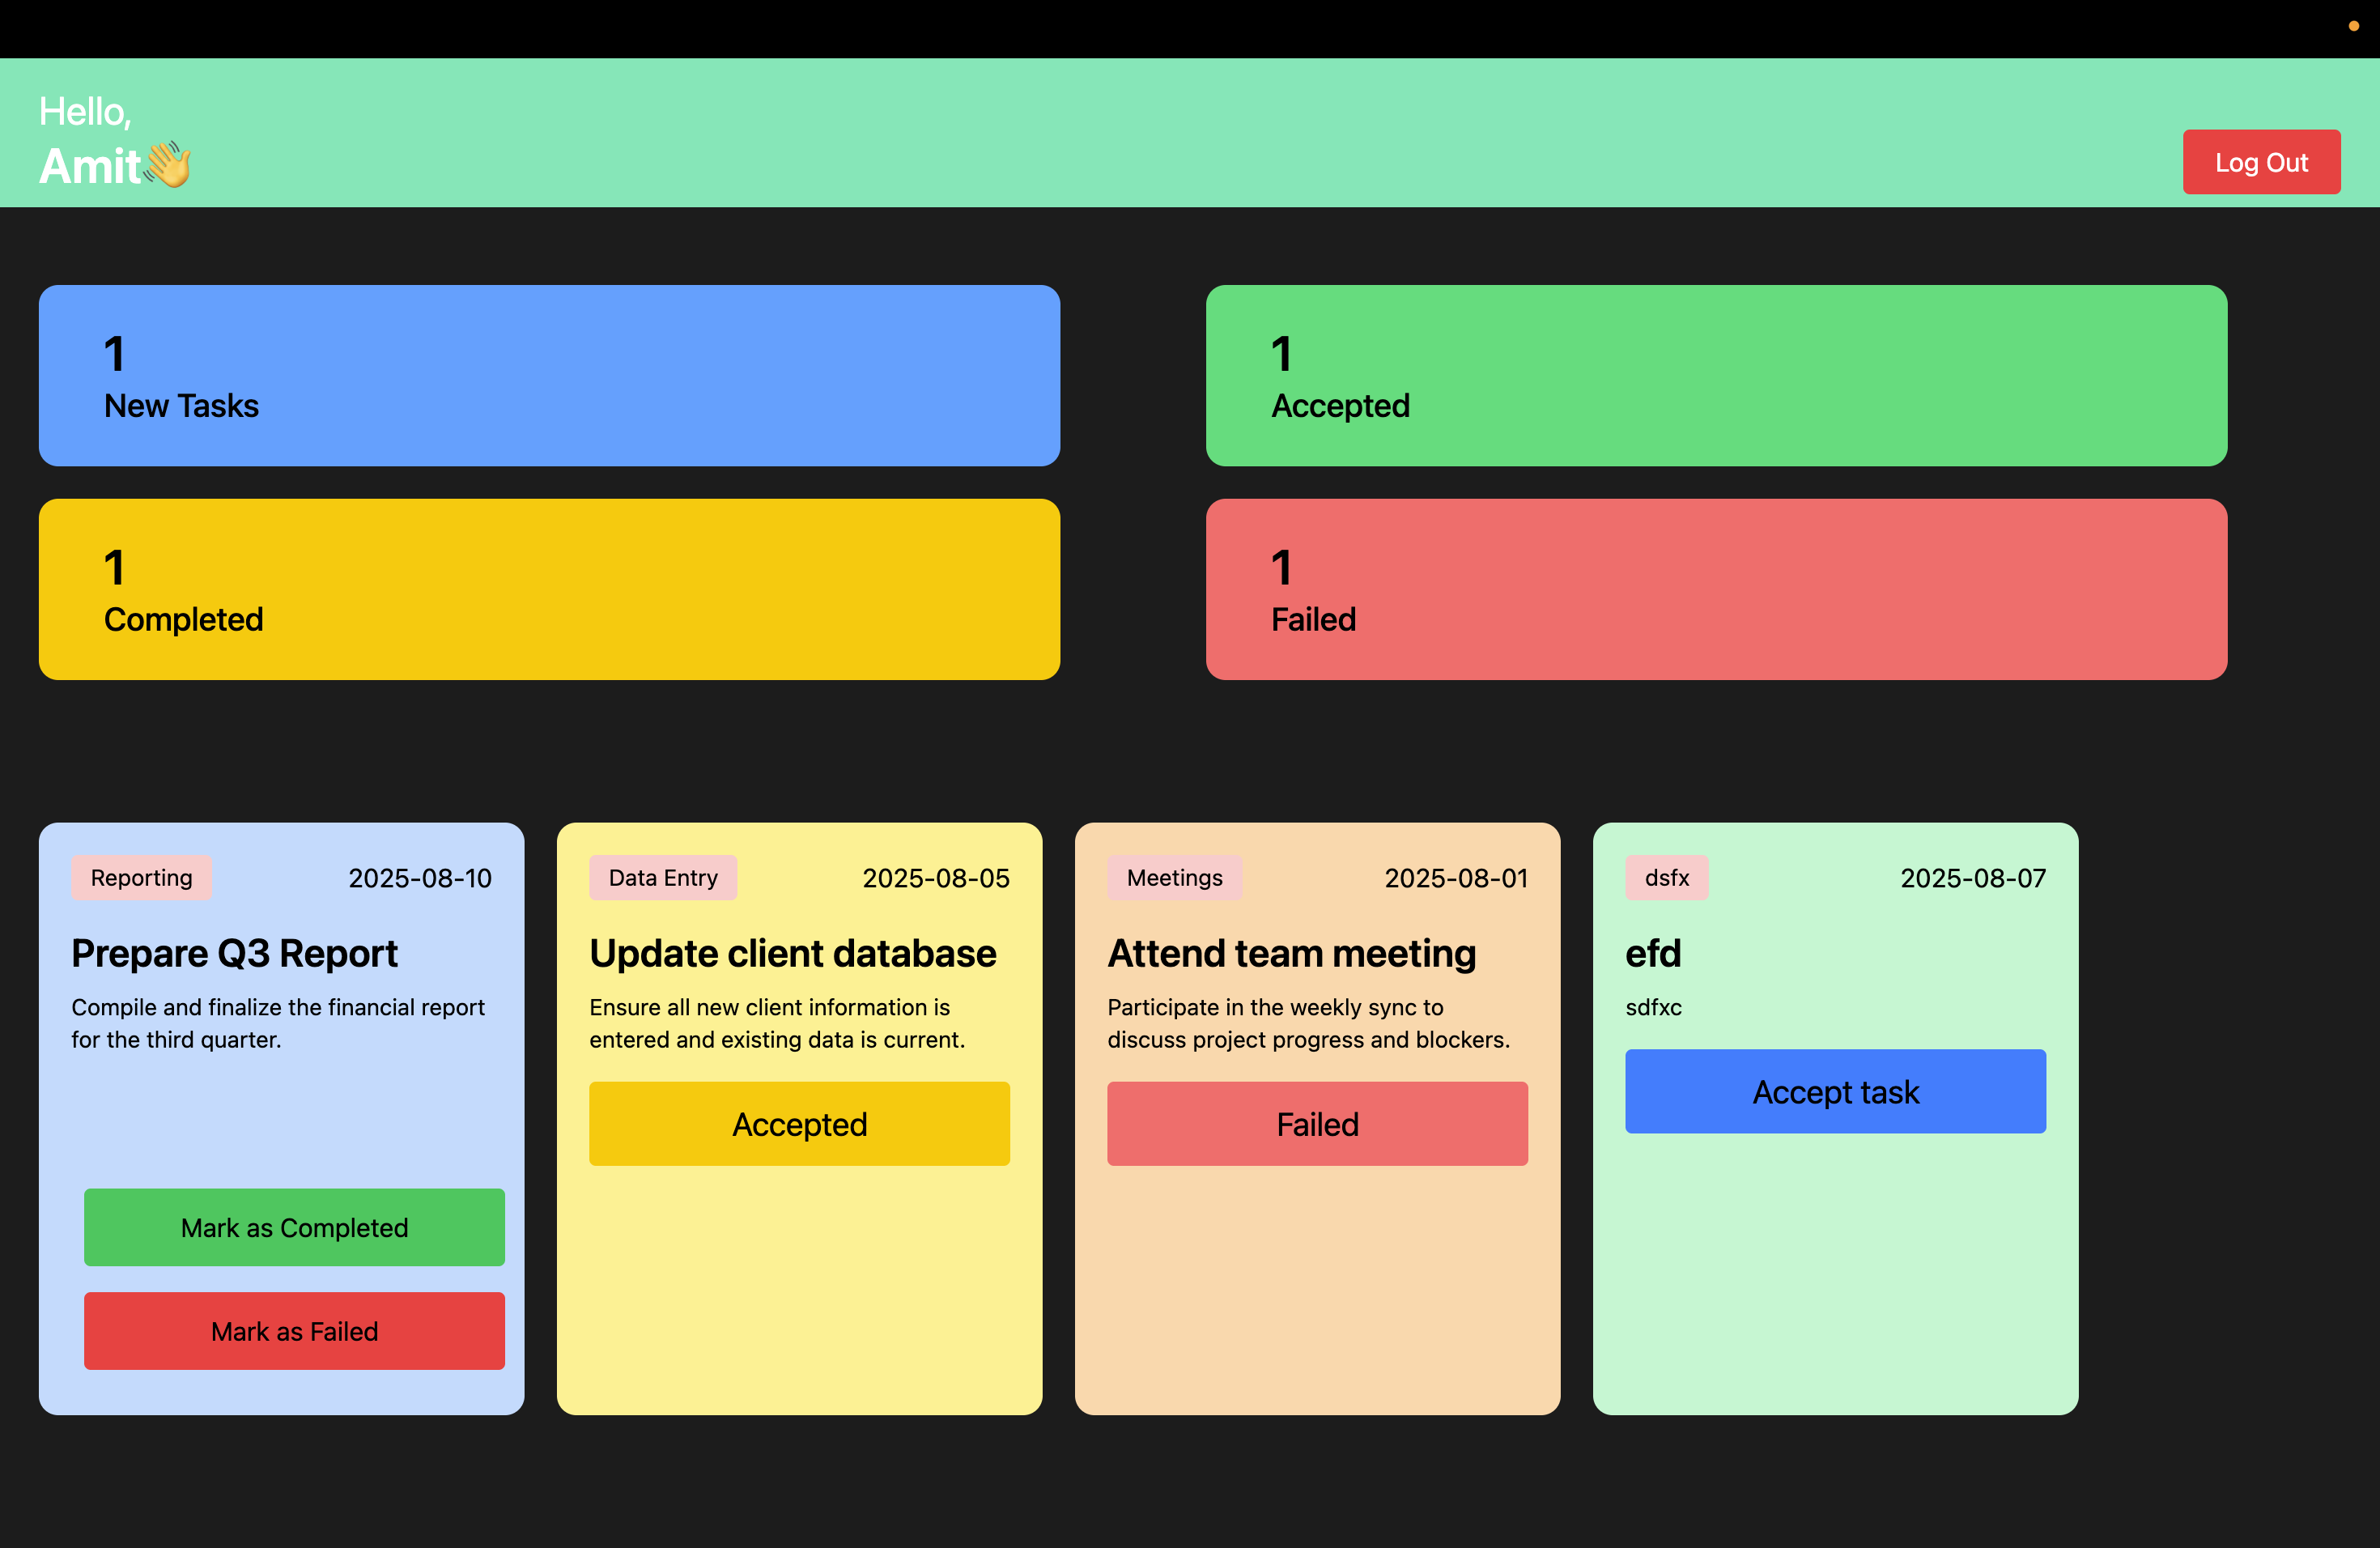 Hello,
Amit👋
Log Out
1
New Tasks
1
Accepted
1
Completed
1
Failed
Reporting 2025-08-10
Prepare Q3 Report
Compile and finalize the financial report
for the third quarter.
Mark as Completed
Mark as Failed
Data Entry 2025-08-05
Update client database
Ensure all new client information is
entered and existing data is current.
Accepted
Meetings 2025-08-01
Attend team meeting
Participate in the weekly sync to
discuss project progress and blockers.
Failed
dsfx 2025-08-07
efd
sdfxc
Accept task